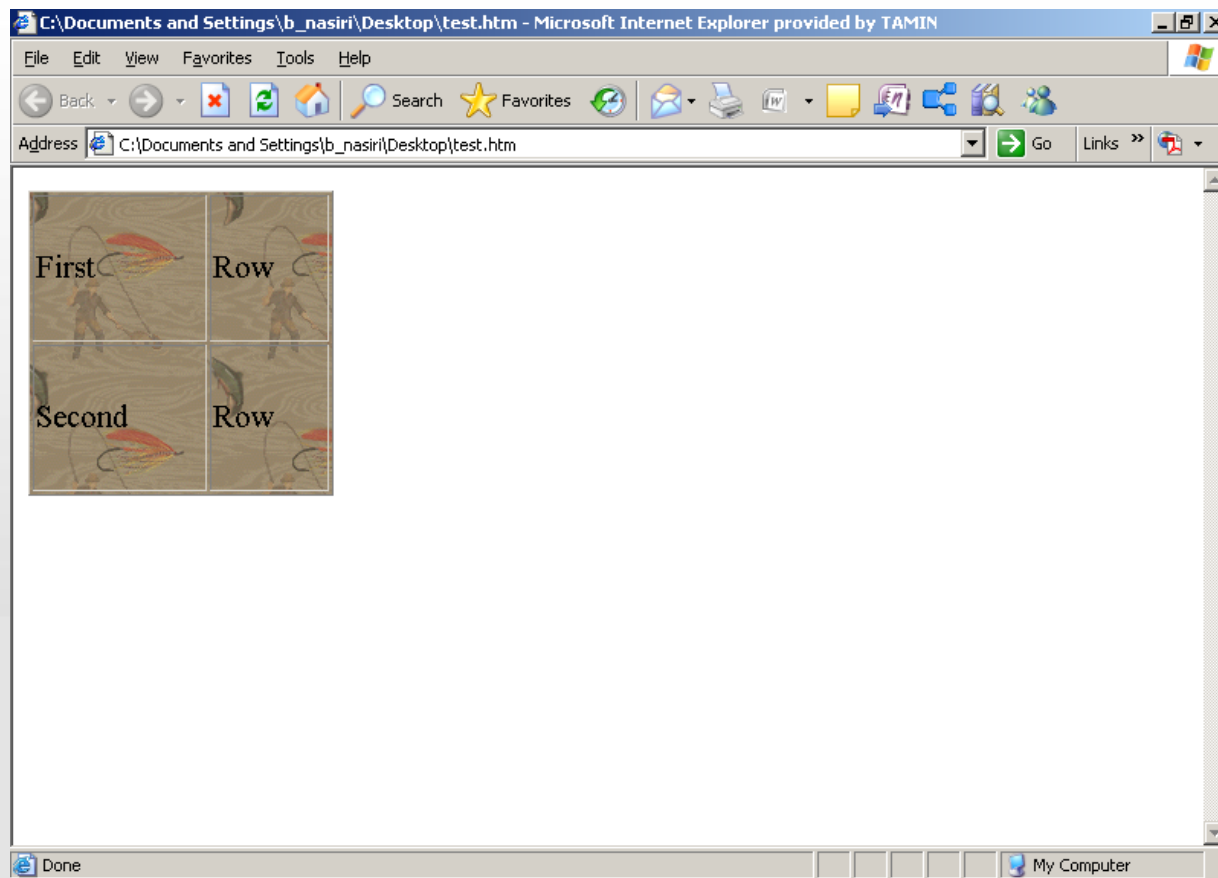 C:\Documents and Settings\b_nasiri\Desktop\test.htm - Microsoft Internet Explorer provided by TAMIN
File Edit View Favorites Tools Help
Back Search Favorites
Address C:\Documents and Settings\b_nasiri\Desktop\test.htm Go Links »
First Row
Second Row
Done My Computer